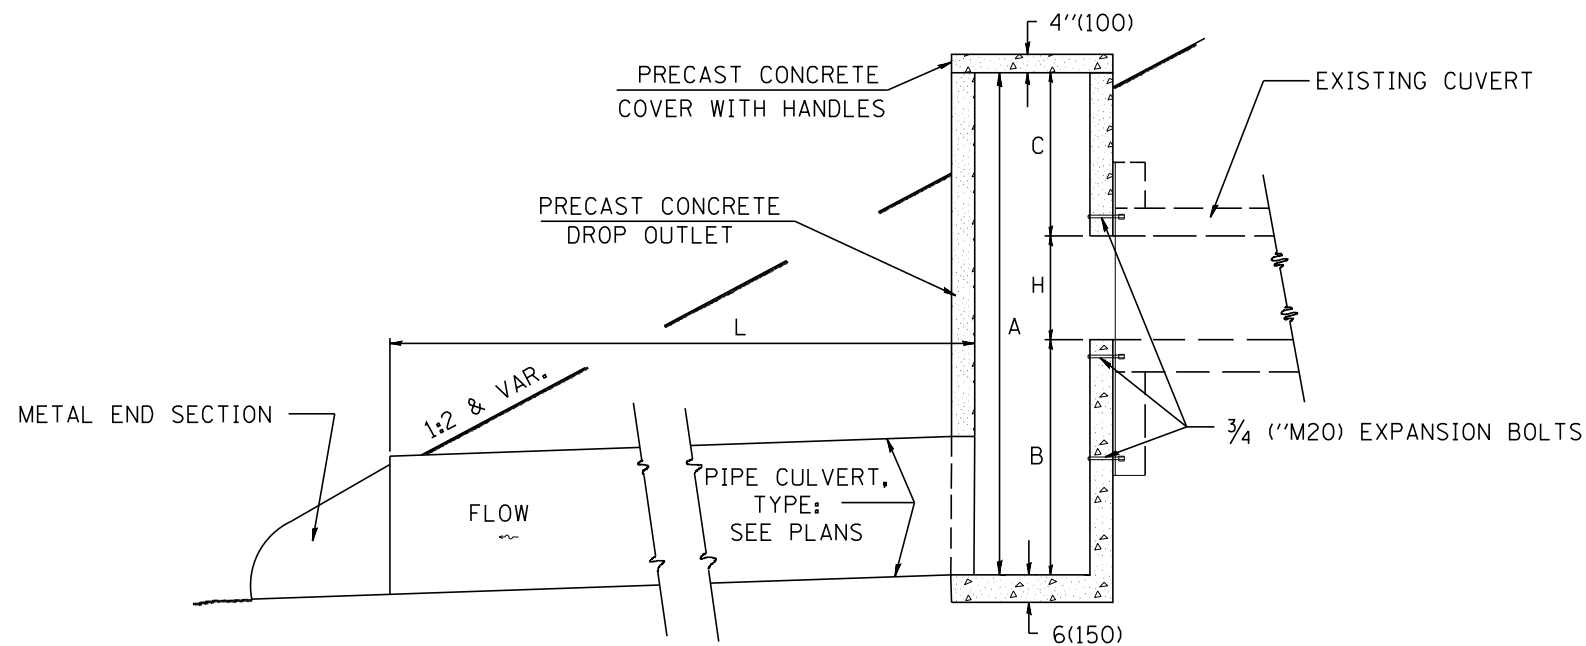 4''(100)
PRECAST CONCRETE
COVER WITH HANDLES
EXISTING CUVERT
C
PRECAST CONCRETE
DROP OUTLET
H
A
L
1:2 & VAR.
METAL END SECTION
3/4 (''M20) EXPANSION BOLTS
B
PIPE CULVERT,
TYPE:
SEE PLANS
FLOW
6(150)